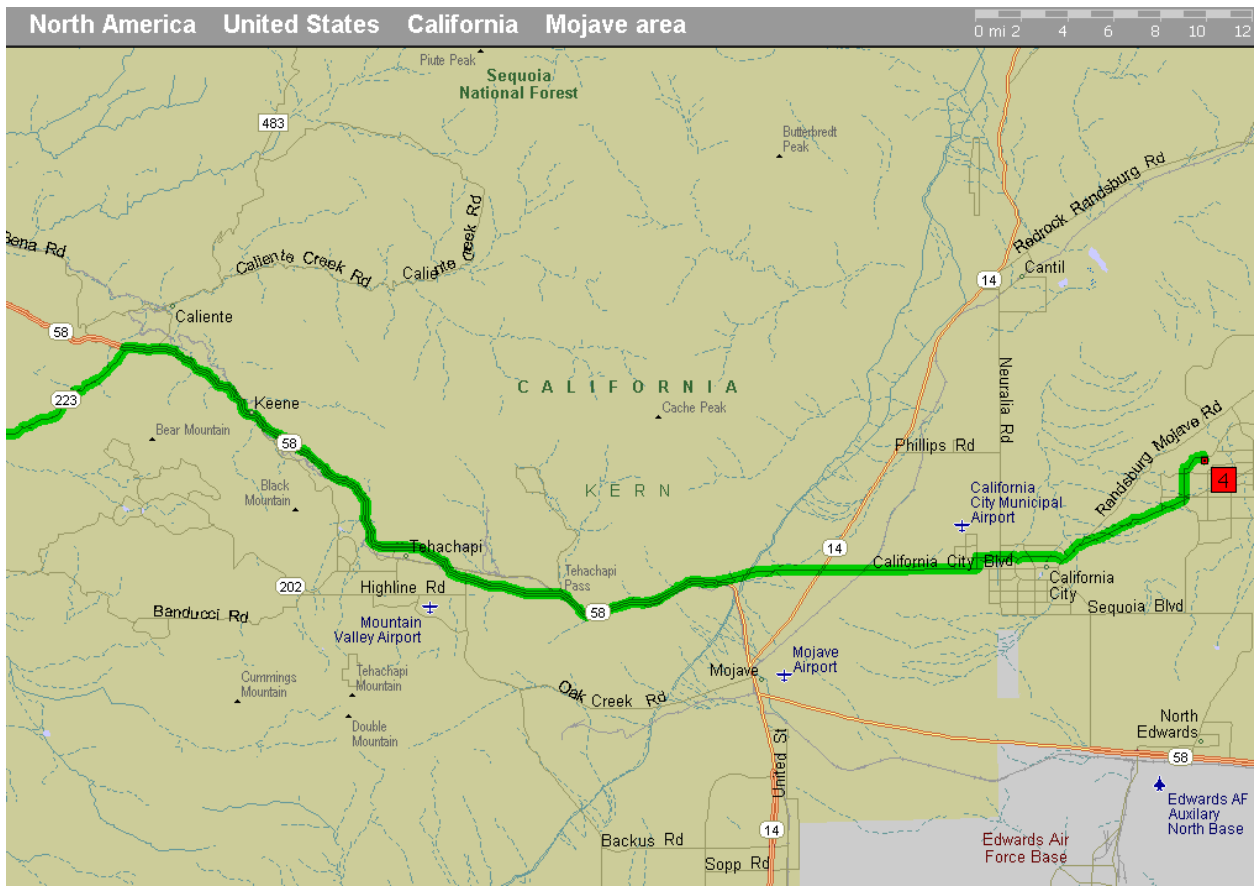 North America United States California Mojave area
0 mi 2 4 6 8 10 12
Piute Peak
Sequoia
National Forest
483
Butterbredt
Peak
Redrock Randsburg Rd
Bena Rd
Caliente Creek Rd
Caliente Creek Rd
Cantil
14
Caliente
58
223
CALIFORNIA
Neuralia Rd
Keene
Cache Peak
Bear Mountain
58
Phillips Rd
Randsburg Mojave Rd
4
Black
Mountain
KERN
California
City Municipal
Airport
14
Tehachapi
California City Blvd
Tehachapi
Pass
California
City
202
Highline Rd
58
Sequoia Blvd
Banducci Rd
Mountain
Valley Airport
Mojave
Airport
Mojave
Cummings
Mountain
Tehachapi
Mountain
Oak Creek Rd
Double
Mountain
North
Edwards
United St
58
Edwards AF
Auxilary
North Base
14
Backus Rd
Edwards Air
Force Base
Sopp Rd